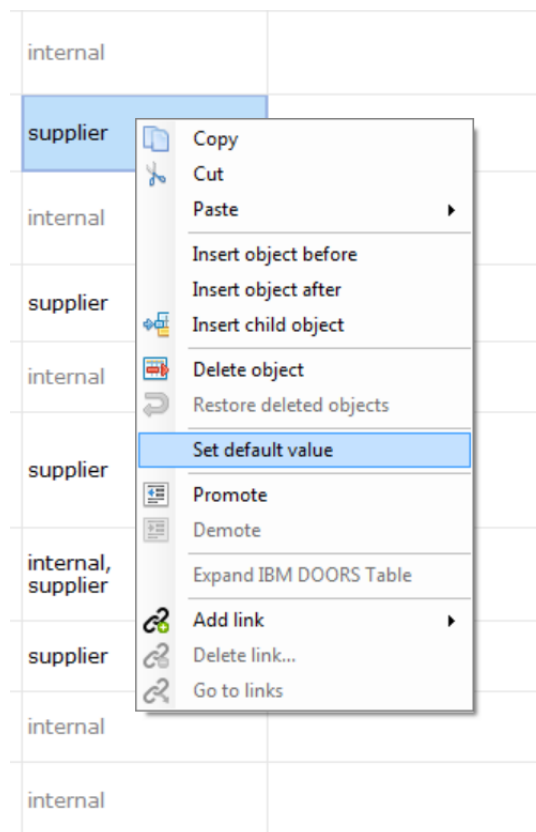 internal
supplier
internal
supplier
internal
supplier
internal,
supplier
supplier
internal
internal
Copy
Cut
Paste
Insert object before
Insert object after
Insert child object
Delete object
Restore deleted objects
Set default value
Promote
Demote
Expand IBM DOORS Table
Add link
Delete link...
Go to links